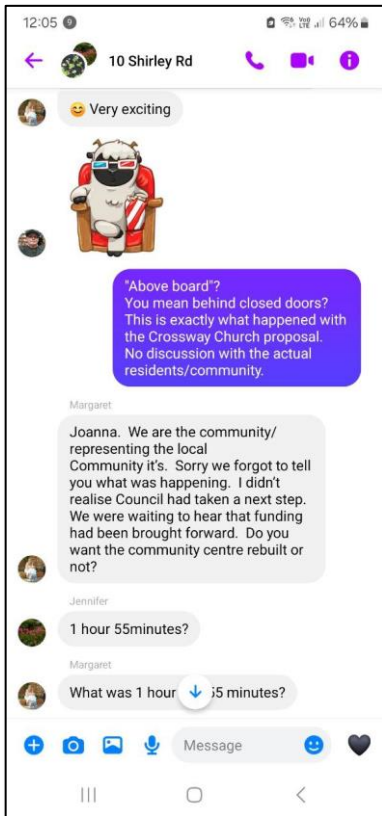 12:05 9 Vo) LTE 64%
10 Shirley Rd
😊 Very exciting
"Above board"?
You mean behind closed doors?
This is exactly what happened with
the Crossway Church proposal.
No discussion with the actual
residents/community.
Margaret
Joanna. We are the community/
representing the local
Community it's. Sorry we forgot to tell
you what was happening. I didn't
realise Council had taken a next step.
We were waiting to hear that funding
had been brought forward. Do you
want the community centre rebuilt or
not?
Jennifer
1 hour 55minutes?
Margaret
What was 1 hour 55 minutes?
Message